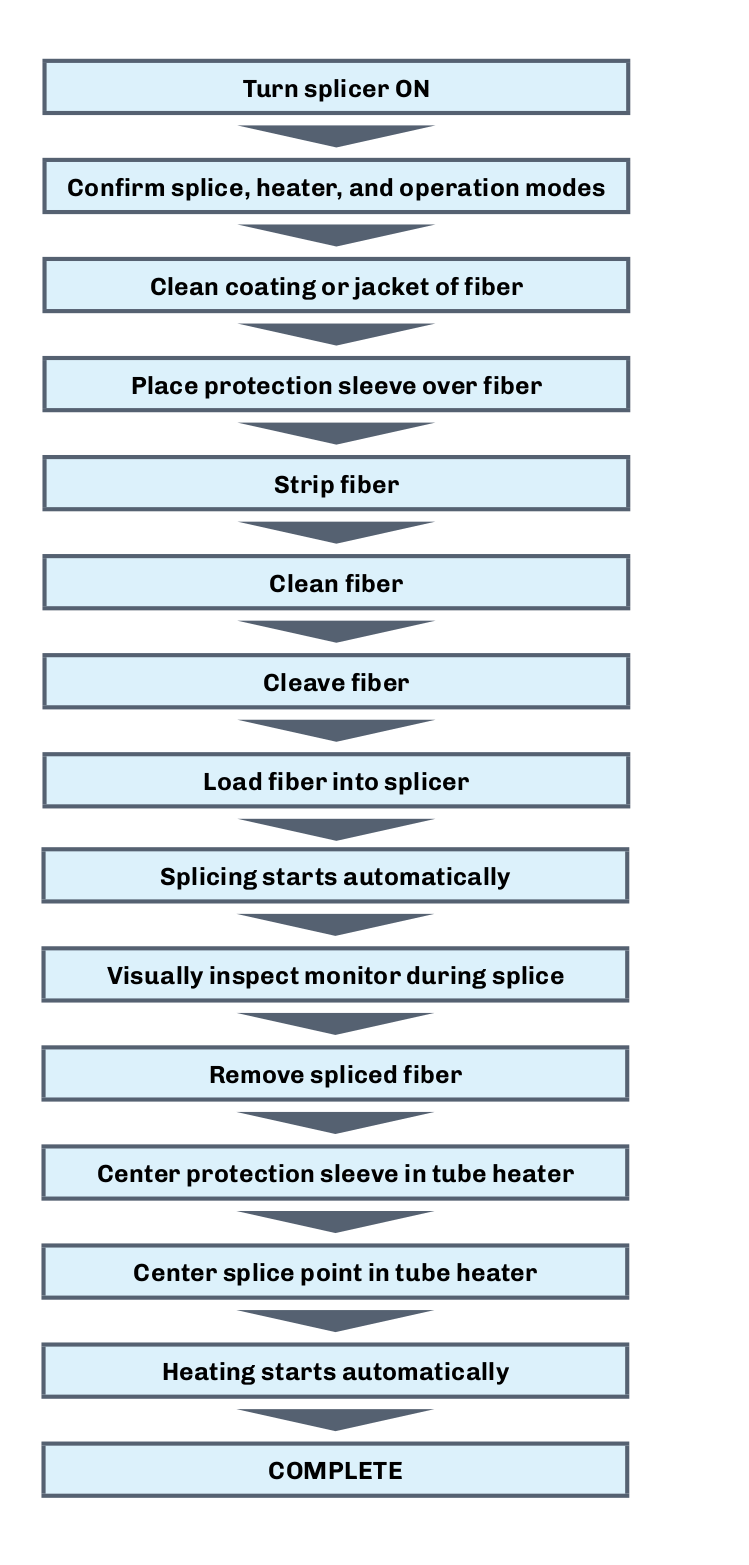 Turn splicer ON
Confirm splice, heater, and operation modes
Clean coating or jacket of fiber
Place protection sleeve over fiber
Strip fiber
Clean fiber
Cleave fiber
Load fiber into splicer
Splicing starts automatically
Visually inspect monitor during splice
Remove spliced fiber
Center protection sleeve in tube heater
Center splice point in tube heater
Heating starts automatically
COMPLETE